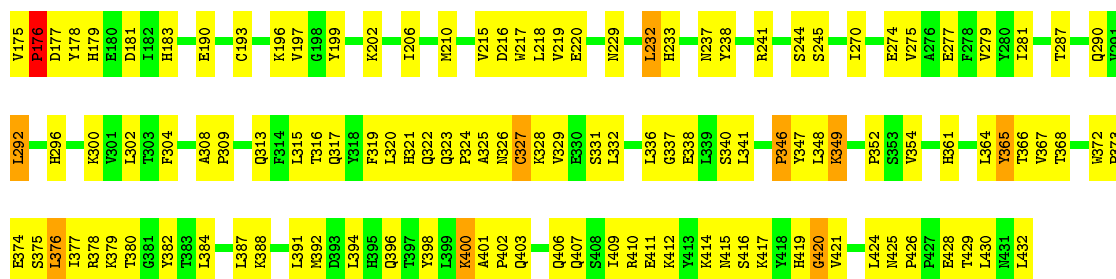 V175 P176 D177 Y178 H179 E180 D181 I182 H183 E190 C193 K196 V197 G198 Y199 K202 I206 M210 V215 D216 W217 L218 V219 E220 N229 L232 H233 N237 Y238 R241 S244 S245 I270 E274 V275 A276 E277 F278 V279 Y280 I281 T287 Q290
L292 H296 K300 V301 L302 T303 F304 A308 P309 Q313 F314 L315 T316 Q317 Y318 F319 L320 H321 Q322 Q323 P324 A325 N326 C327 K328 V329 E330 S331 L332 L336 G337 E338 L339 S340 L341 P346 Y347 L348 K349 P352 S353 V354 H361 L364 Y365 T366 V367 T368 W372 P373
E374 S375 L376 I377 R378 K379 T380 G381 Y382 T383 L384 L387 K388 L391 M392 D393 L394 H395 Q396 T397 Y398 L399 K400 A401 P402 Q403 Q406 Q407 S408 I409 R410 E411 K412 Y413 K414 N415 S416 K417 Y418 H419 G420 V421 L424 N425 P426 P427 E428 T429 L430 N431 L432